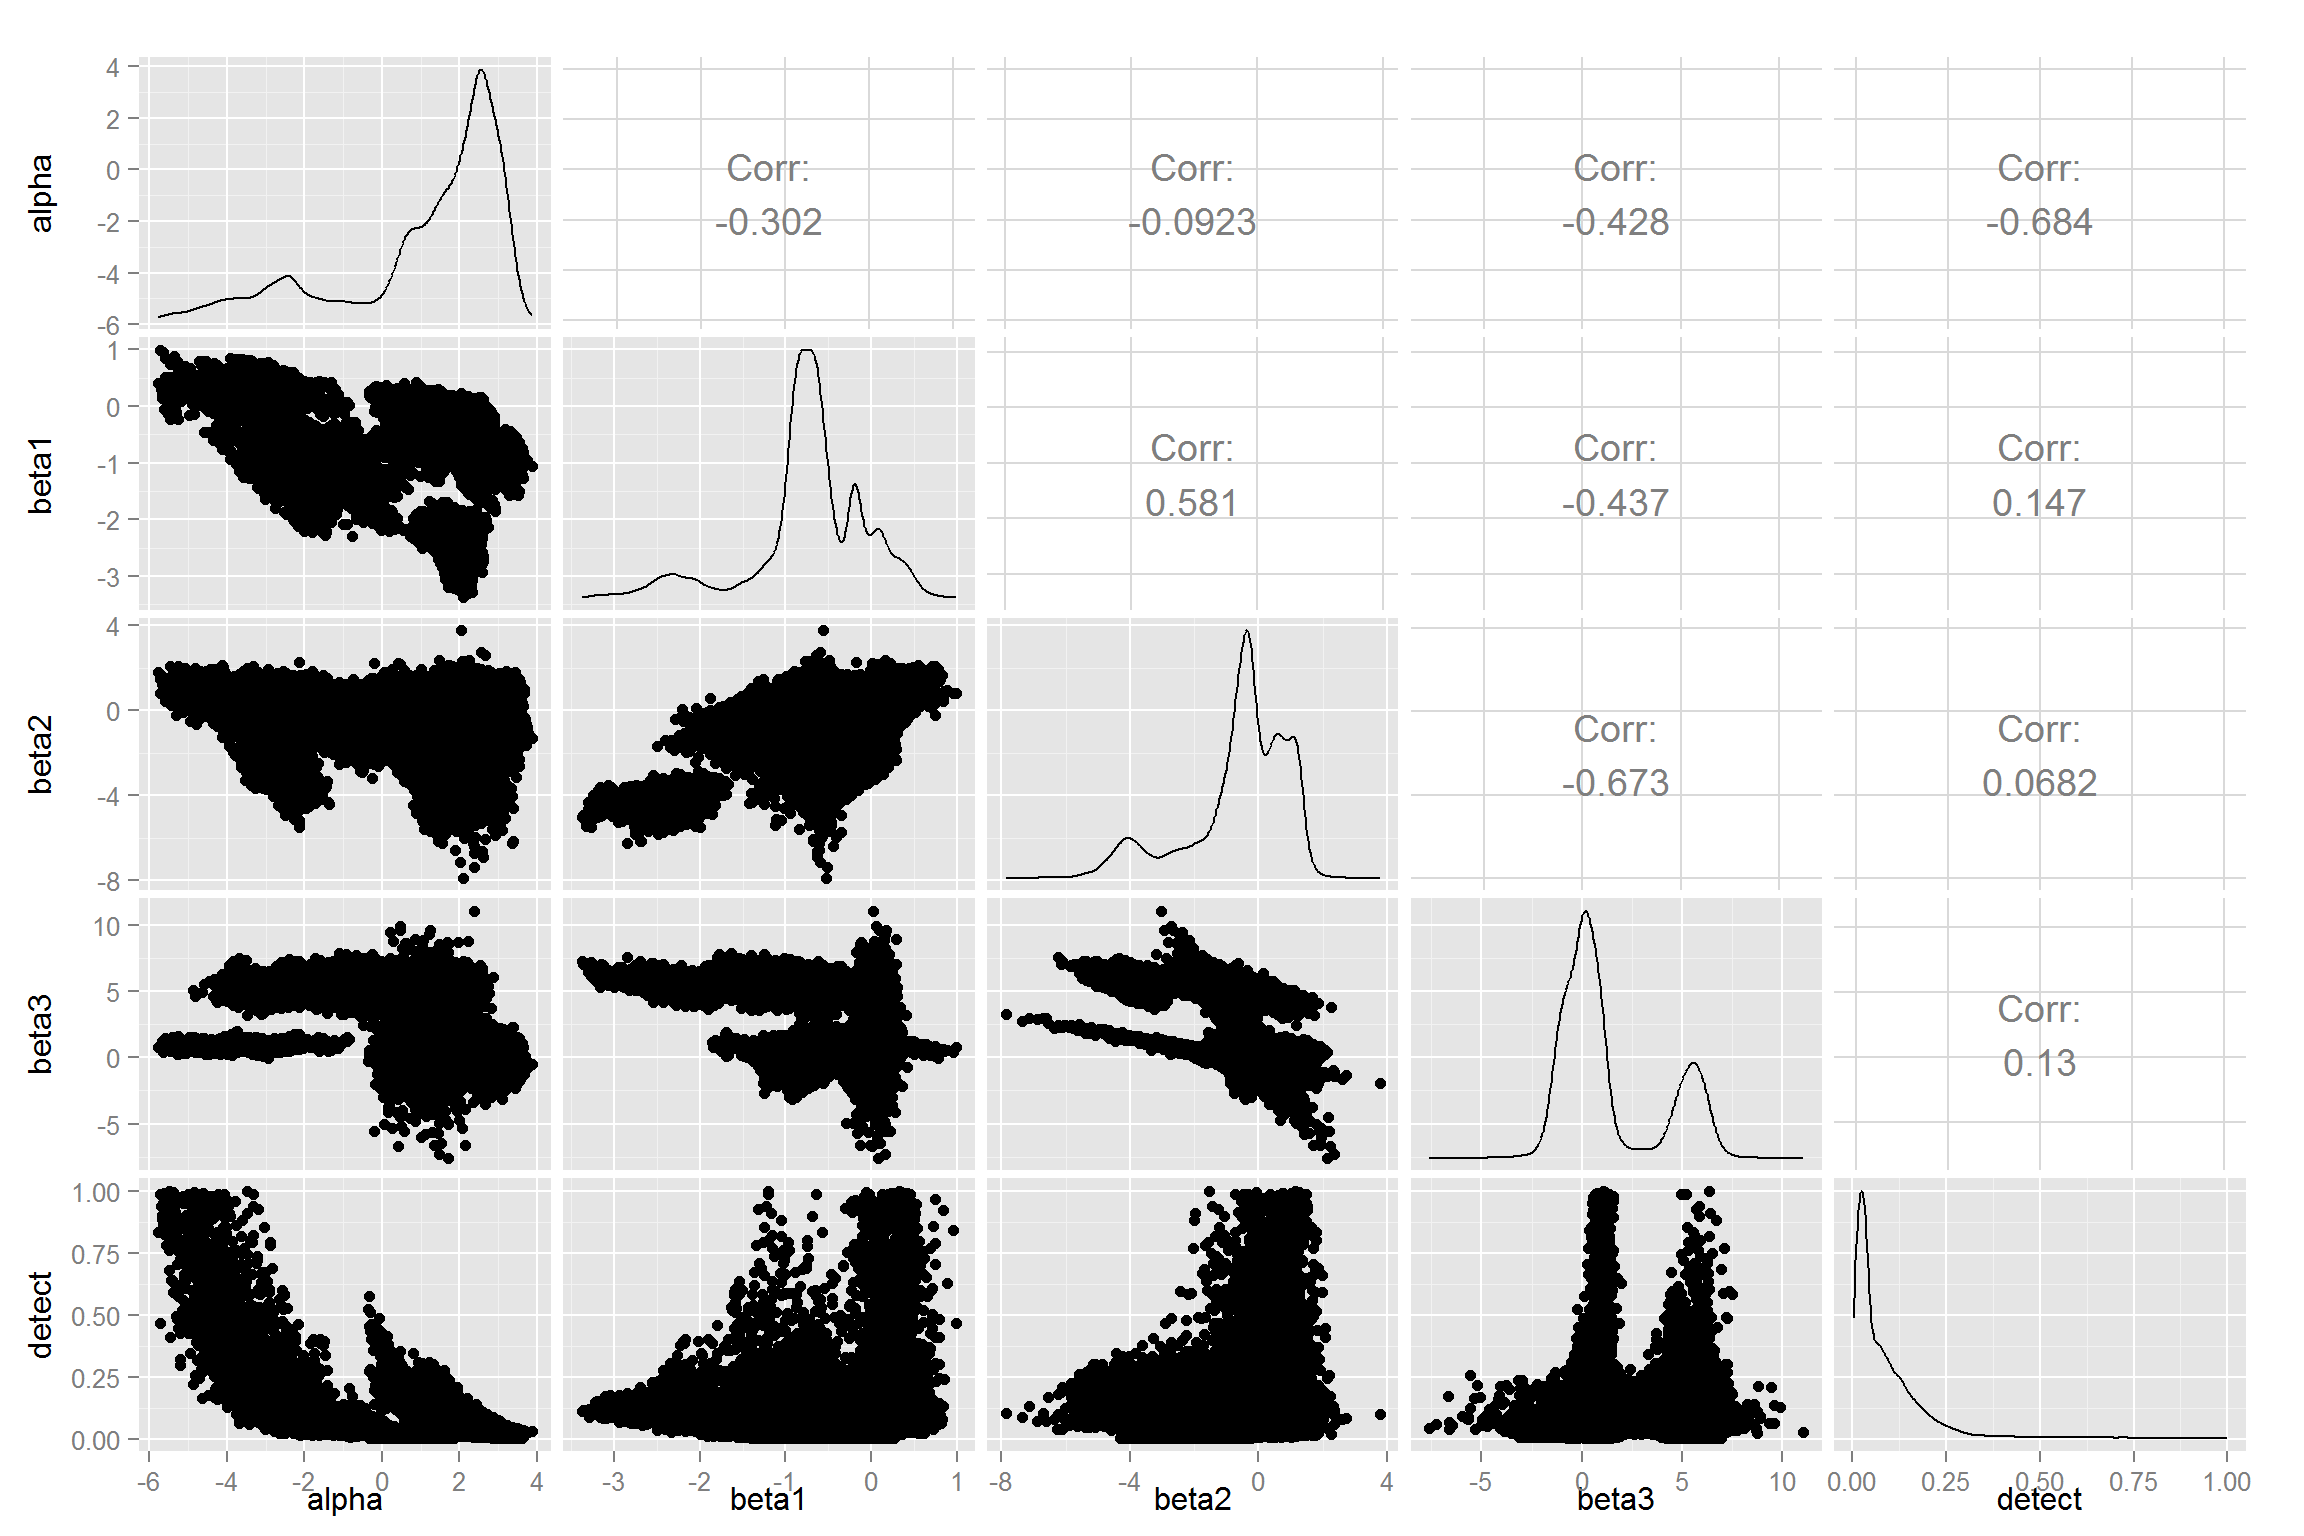 4
2
0
-2
-4
-6
alpha
Corr:
-0.302
Corr:
-0.0923
Corr:
-0.428
Corr:
-0.684
1
0
-1
-2
-3
beta1
Corr:
0.581
Corr:
-0.437
Corr:
0.147
4
0
-4
-8
beta2
Corr:
-0.673
Corr:
0.0682
10
5
0
-5
beta3
Corr:
0.13
1.00
0.75
0.50
0.25
0.00
detect
-6 -4 -2 0 2 4
alpha
-3 -2 -1 0 1
beta1
-8 -4 0 4
beta2
-5 0 5 10
beta3
0.00 0.25 0.50 0.75 1.00
detect